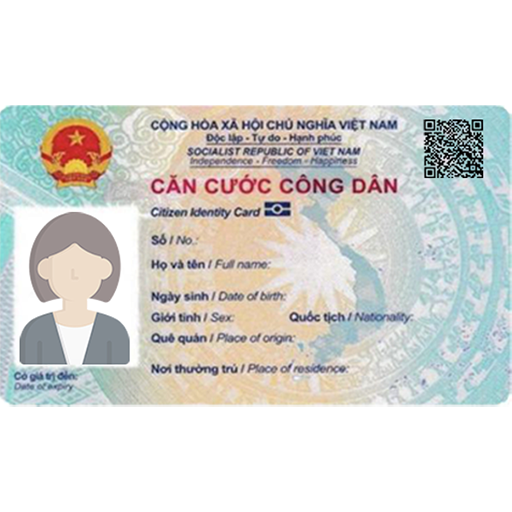 CỘNG HÒA XÃ HỘI CHỦ NGHĨA VIỆT NAM
Độc lập - Tự do - Hạnh phúc
SOCIALIST REPUBLIC OF VIET NAM
Independence - Freedom - Happiness
CĂN CƯỚC CÔNG DÂN
Citizen Identity Card
Số / No.:
Họ và tên / Full name:
Ngày sinh / Date of birth:
Giới tính / Sex: Quốc tịch / Nationality:
Quê quán / Place of origin:
Nơi thường trú / Place of residence:
Có giá trị đến:
Date of expiry